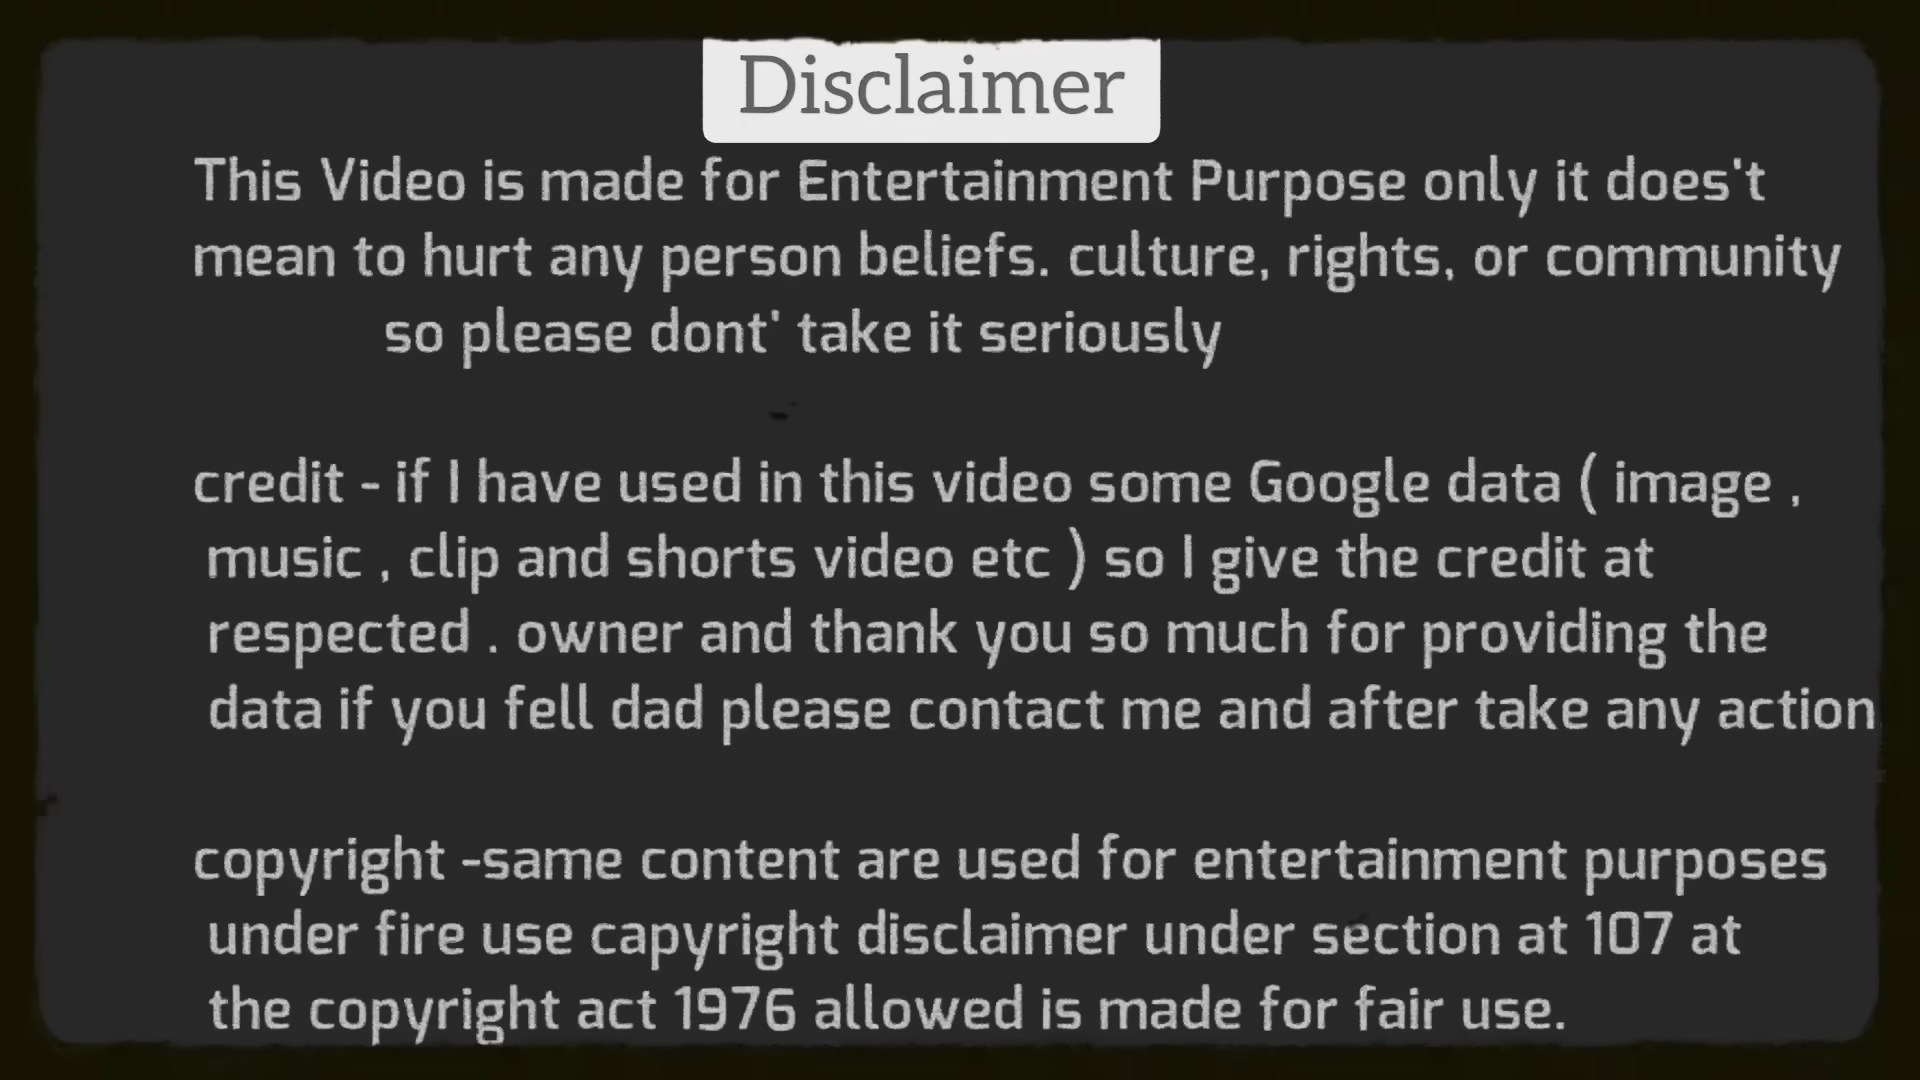 Disclaimer
This Video is made for Entertainment Purpose only it does't
mean to hurt any person beliefs. culture, rights, or community
so please dont' take it seriously
credit - if I have used in this video some Google data ( image ,
music , clip and shorts video etc ) so I give the credit at
respected . owner and thank you so much for providing the
data if you fell dad please contact me and after take any action
copyright -same content are used for entertainment purposes
under fire use capyright disclaimer under section at 107 at
the copyright act 1976 allowed is made for fair use.